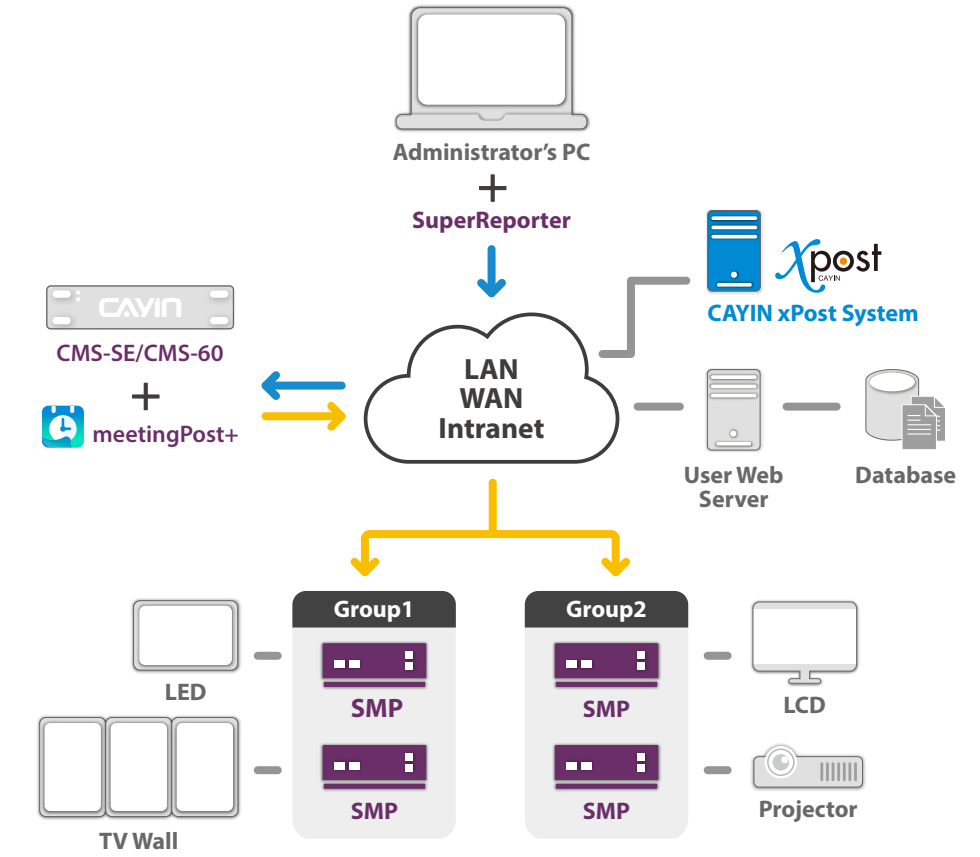 Administrator's PC
+
SuperReporter
Xpost
CAYIN
CAYIN xPost System
CAYIN
CMS-SE/CMS-60
+
meetingPost+
LAN
WAN
Intranet
User Web
Server
Database
Group1
Group2
LED
SMP
SMP
LCD
TV Wall
SMP
SMP
Projector